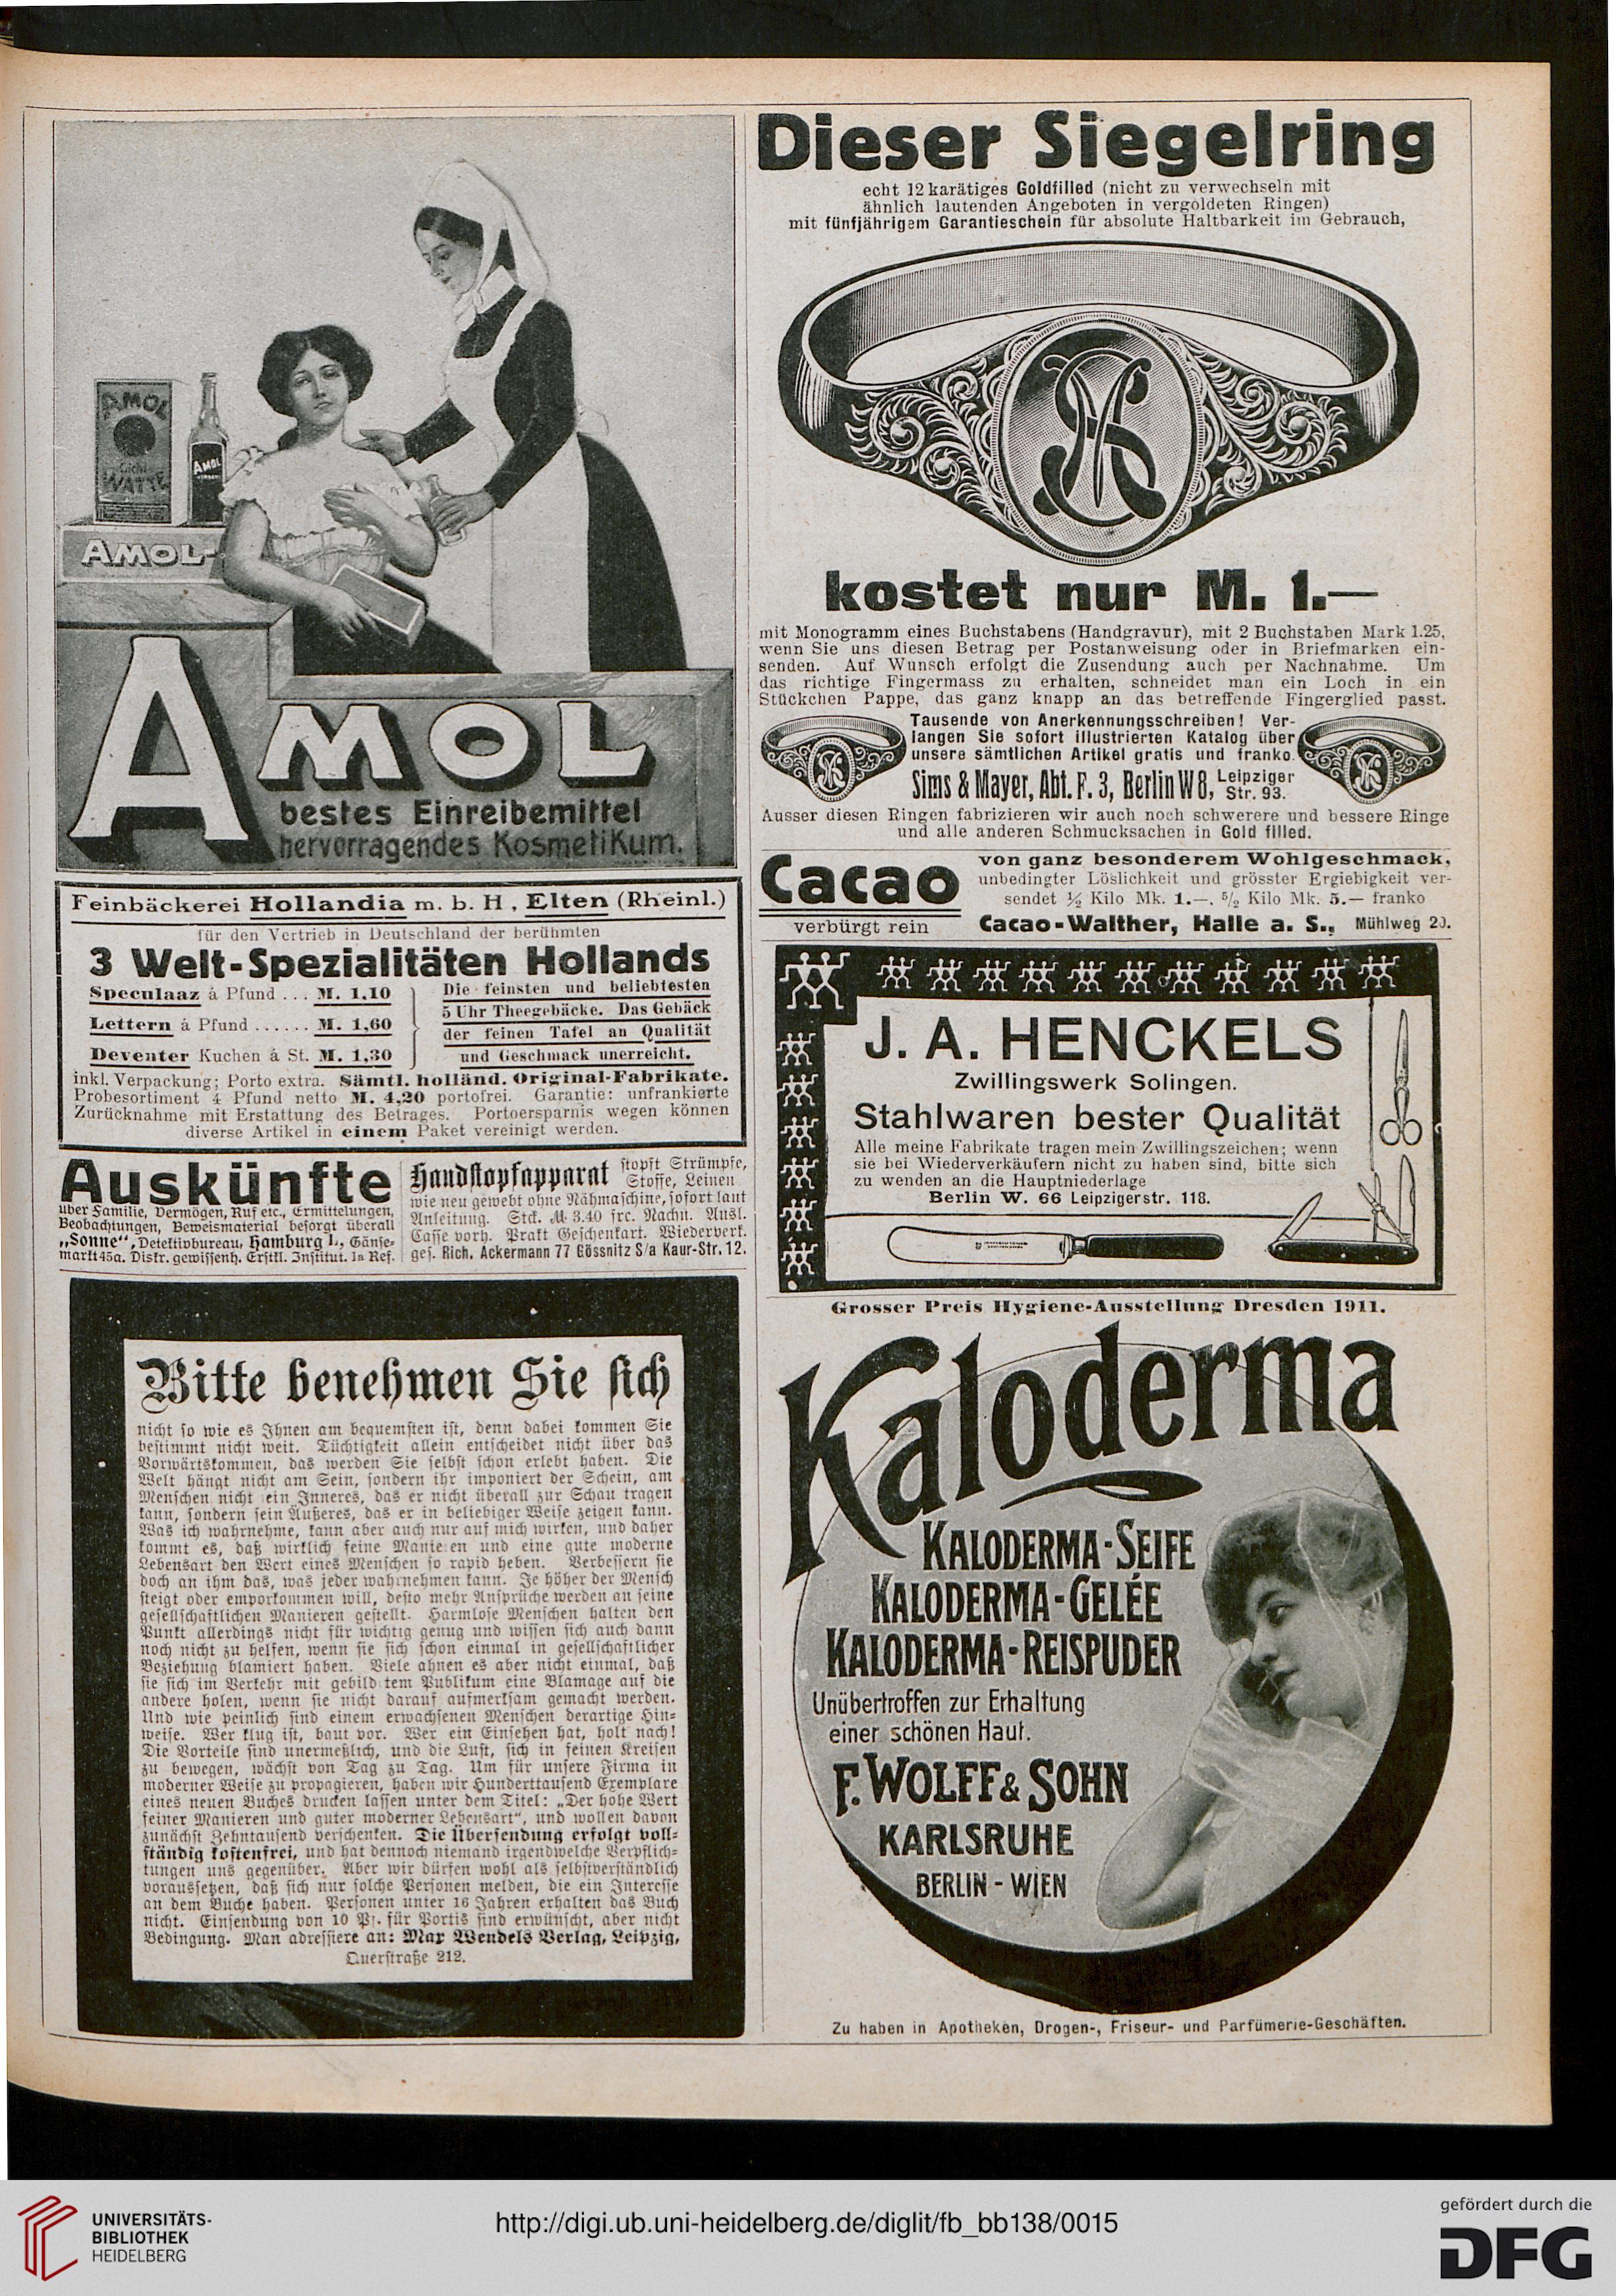 AMOL
Gicht-
WATTE
AMOL
AMOL
AMOL
bestes Einreibemittel
hervorragendes Kosmetikum.
Feinbäckerei Hollandia m. b. H , Elten (Rheinl.)
für den Vertrieb in Deutschland der berühmten
3 Welt-Spezialitäten Hollands
Speculaaz á Pfund ... M. 1.10
Lettern á Pfund ...... M. 1,60
Deventer Kuchen á St. M. 1,30
Die feinsten und beliebtesten
5 Uhr Theegebäcke. Das Gebäck
der feinen Tafel an Qualität
und Geschmack unerreicht.
inkl. Verpackung; Porto extra. Sämtl. holländ. Original-Fabrikate.
Probesortiment 4 Pfund netto M. 4,20 portofrei. Garantie: unfrankierte
Zurücknahme mit Erstattung des Betrages. Portoersparnis wegen können
diverse Artikel in einem Paket vereinigt werden.
Auskünfte
über Familie, Vermögen, Ruf etc., Ermittelungen,
Beobachtungen, Beweismaterial besorgt überall
„Sonne“, Detektivbureau, Hamburg I., Gänse-
markt 45a. Diskr. gewissenh. Erstkl. Institut. Ia Ref.
Handstopfapparat stopft Strümpfe,
Stoffe, Leinen
wie neu gewebt ohne Nähmaschine, sofort laut
Anleitung. Stck. M. 3.40 frc. Nachn. Ausl.
Casse vorh. Prakt Geschenkart. Wiederverk.
ges. Rich. Ackermann 77 Gössnitz S/a Kaur-Str. 12.
Bitte benehmen Sie sich
nicht so wie es Ihnen am bequemsten ist, denn dabei kommen Sie
bestimmt nicht weit. Tüchtigkeit allein entscheidet nicht über das
Vorwärtskommen, das werden Sie selbst schon erlebt haben. Die
Welt hängt nicht am Sein, sondern ihr imponiert der Schein, am
Menschen nicht sein Inneres, das er nicht überall zur Schau tragen
kann, sondern sein Äußeres, das er in beliebiger Weise zeigen kann.
Was ich wahrnehme, kann aber auch nur auf mich wirken, und daher
kommt es, daß wirklich feine Manieren und eine gute moderne
Lebensart den Wert eines Menschen so rapid heben. Verbessern sie
doch an ihm das, was jeder wahrnehmen kann. Je höher der Mensch
steigt oder emporkommen will, desto mehr Ansprüche werden an seine
gesellschaftlichen Manieren gestellt. Harmlose Menschen halten den
Punkt allerdings nicht für wichtig genug und wissen sich auch dann
noch nicht zu helfen, wenn sie sich schon einmal in gesellschaftlicher
Beziehung blamiert haben. Viele ahnen es aber nicht einmal, daß
sie sich im Verkehr mit gebildetem Publikum eine Blamage auf die
andere holen, wenn sie nicht darauf aufmerksam gemacht werden.
Und wie peinlich sind einem erwachsenen Menschen derartige Hin-
weise. Wer klug ist, baut vor. Wer ein Einsehen hat, holt nach!
Die Vorteile sind unermeßlich, und die Lust, sich in feinen Kreisen
zu bewegen, wächst von Tag zu Tag. Um für unsere Firma in
moderner Weise zu propagieren, haben wir Hunderttausend Exemplare
eines neuen Buches drucken lassen unter dem Titel: „Der hohe Wert
feiner Manieren und guter moderner Lebensart“, und wollen davon
zunächst Zehntausend verschenken. Die Übersendung erfolgt voll-
ständig kostenfrei, und hat dennoch niemand irgendwelche Verpflich-
tungen uns gegenüber. Aber wir dürfen wohl als selbstverständlich
voraussetzen, daß sich nur solche Personen melden, die ein Interesse
an dem Buche haben. Personen unter 16 Jahren erhalten das Buch
nicht. Einsendung von 10 Pf. für Portis sind erwünscht, aber nicht
Bedingung. Man adressiere an: Max Wendels Verlag, Leipzig,
Querstraße 212.
Dieser Siegelring
echt 12 karätiges Goldfilled (nicht zu verwechseln mit
ähnlich lautenden Angeboten in vergoldeten Ringen)
mit fünfjährigem Garantieschein für absolute Haltbarkeit im Gebrauch,
kostet nur M. 1.—
mit Monogramm eines Buchstabens (Handgravur), mit 2 Buchstaben Mark 1.25,
wenn Sie uns diesen Betrag per Postanweisung oder in Briefmarken ein-
senden. Auf Wunsch erfolgt die Zusendung auch per Nachnahme. Um
das richtige Fingermass zu erhalten, schneidet man ein Loch in ein
Stückchen Pappe, das ganz knapp an das betreffende Fingerglied passt.
Tausende von Anerkennungsschreiben! Ver-
langen Sie sofort illustrierten Katalog über
unsere sämtlichen Artikel gratis und franko.
Sims & Mayer, Abt. F. 3, Berlin W 8, Leipziger
Str. 93.
Ausser diesen Ringen fabrizieren wir auch noch schwerere und bessere Ringe
und alle anderen Schmucksachen in Gold filled.
Cacao
verbürgt rein
von ganz besonderem Wohlgeschmack,
unbedingter Löslichkeit und grösster Ergiebigkeit ver-
sendet ½ Kilo Mk. 1.—, 5/2 Kilo Mk. 5.— franko
Cacao-Walther, Halle a. S., Mühlweg 20.
J. A. HENCKELS
Zwillingswerk Solingen.
Stahlwaren bester Qualität
Alle meine Fabrikate tragen mein Zwillingszeichen; wenn
sie bei Wiederverkäufern nicht zu haben sind, bitte sich
zu wenden an die Hauptniederlage
Berlin W. 66 Leipzigerstr. 118.
Grosser Preis Hygiene-Ausstellung Dresden 1911.
Kaloderma
KALODERMA-SEIFE
KALODERMA-GELÉE
KALODERMA-REISPUDER
Unübertroffen zur Erhaltung
einer schönen Haut.
F. WOLFF & SOHN
KARLSRUHE
BERLIN - WIEN
Zu haben in Apotheken, Drogen-, Friseur- und Parfümerie-Geschäften.
UNIVERSITÄTS-
BIBLIOTHEK
HEIDELBERG
http://digi.ub.uni-heidelberg.de/diglit/fb_bb138/0015
gefördert durch die
DFG